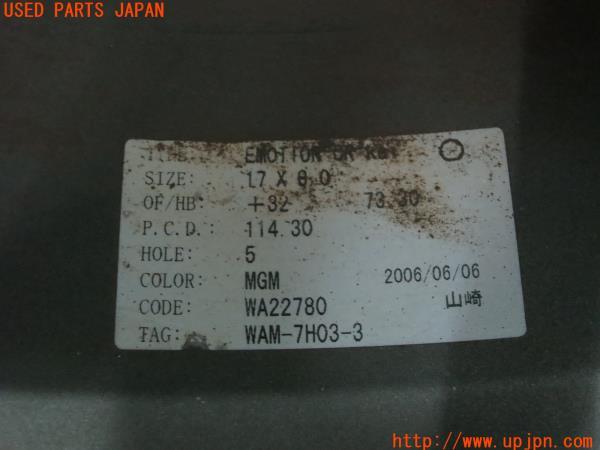 USED PARTS JAPAN
EMOTION
SIZE: 17 X 8.0
OF/HB: +32 73.30
P.C.D.: 114.30
HOLE: 5
COLOR: MGM 2006/06/06
CODE: WA22780 山崎
TAG: WAM-7H03-3
http://www.upjpn.com/